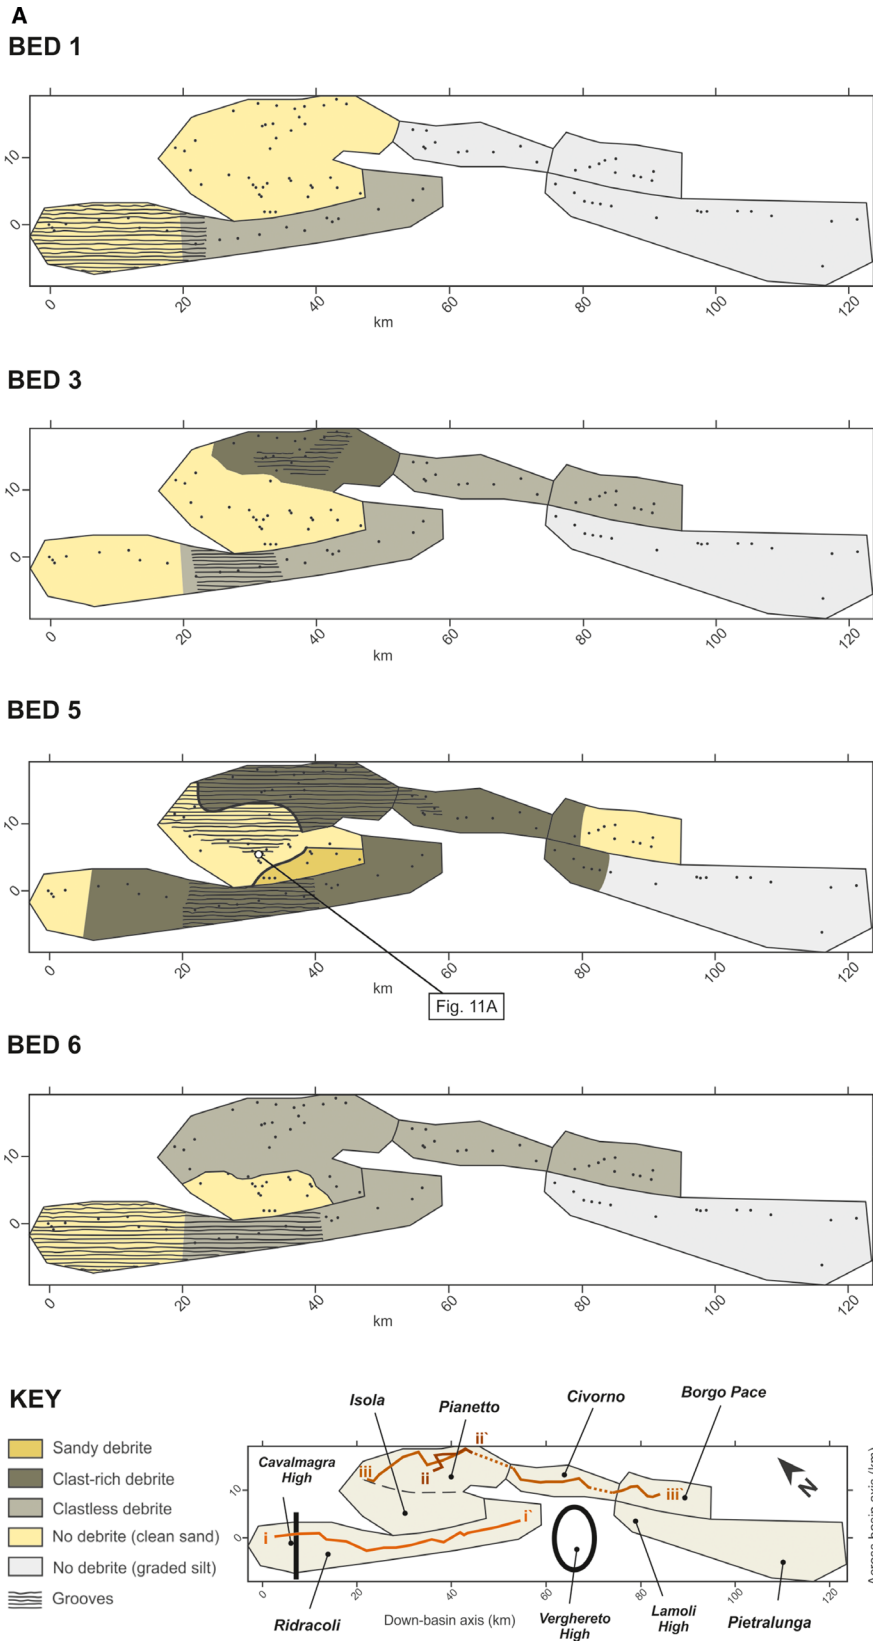 A
BED 1
10
0
0 20 40 60 80 100 120
km
BED 3
10
0
0 20 40 60 80 100 120
km
BED 5
10
0
0 20 40 60 80 100 120
km
Fig. 11A
BED 6
10
0
0 20 40 60 80 100 120
km
KEY
Sandy debrite
Clast-rich debrite
Clastless debrite
No debrite (clean sand)
No debrite (graded silt)
Grooves
Isola
Pianetto
Civorno
Borgo Pace
Cavalmagra
High
iii
ii
ii`
iii`
i
i`
N
10
0
0 20 40 60 80 100 120
Down-basin axis (km)
Across-basin axis (km)
Ridracoli
Verghereto
High
Lamoli
High
Pietralunga